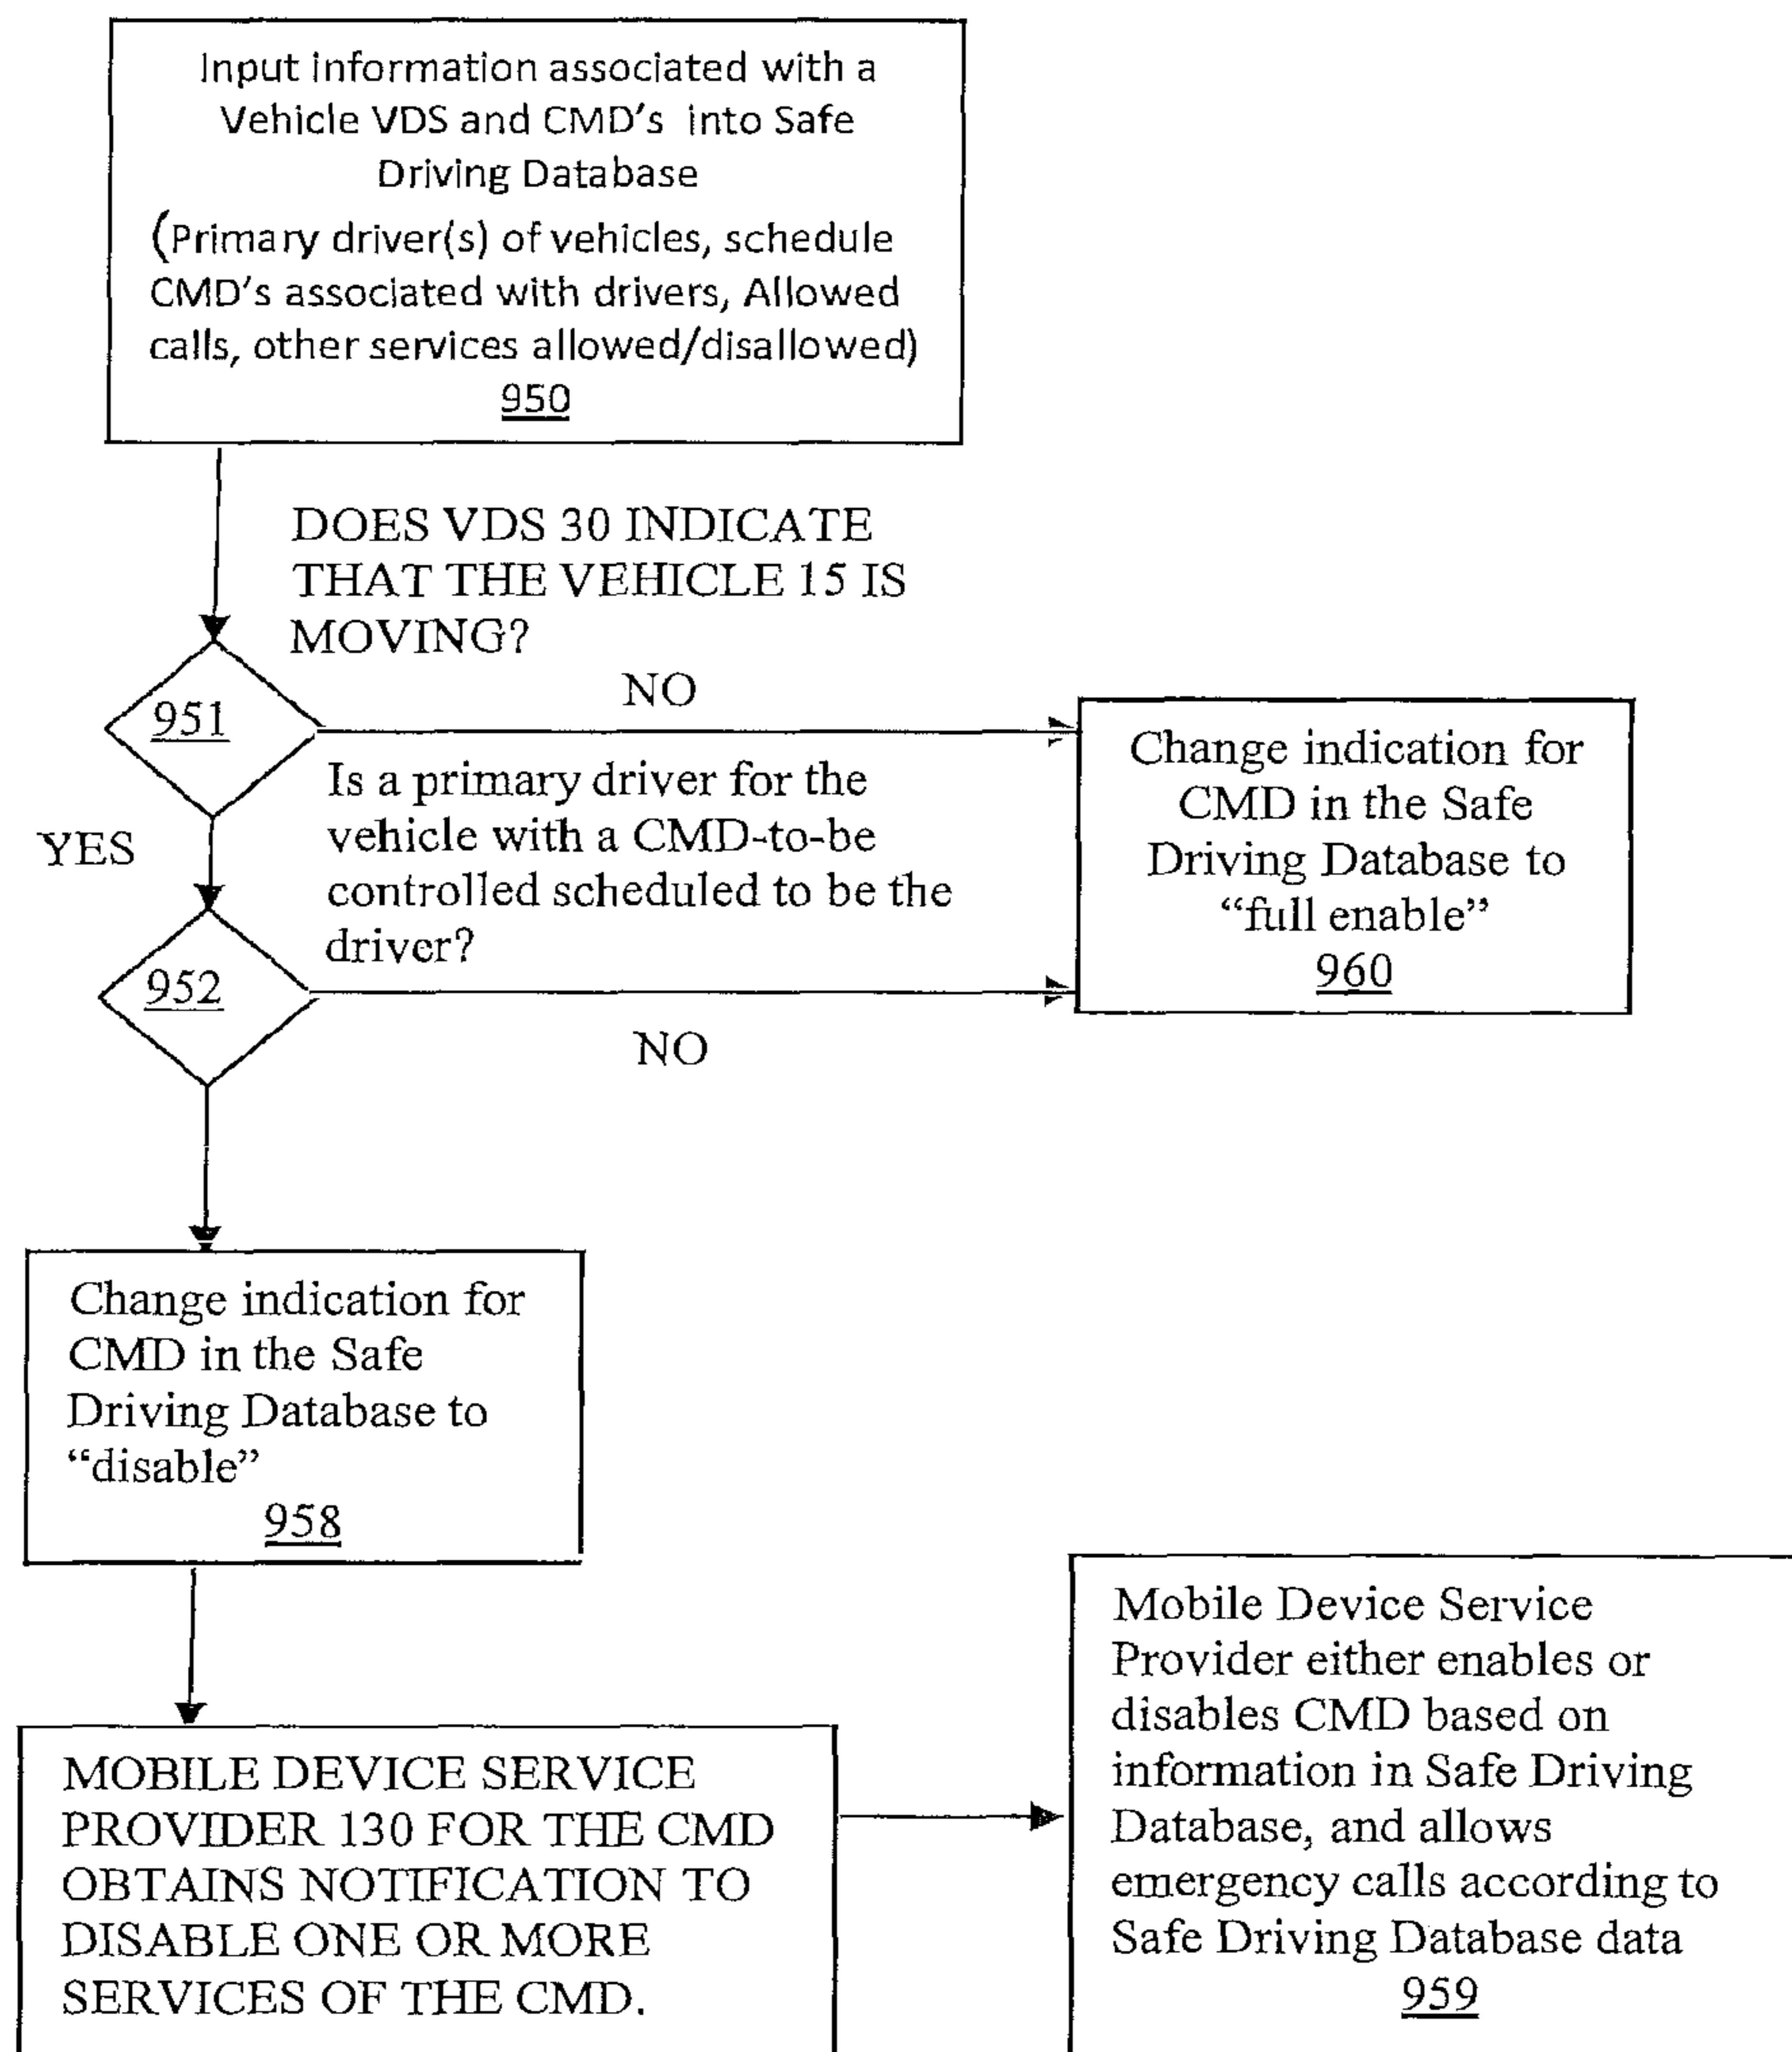 Input information associated with a
Vehicle VDS and CMD's into Safe
Driving Database
(Primary driver(s) of vehicles, schedule
CMD's associated with drivers, Allowed
calls, other services allowed/disallowed)
950
DOES VDS 30 INDICATE
THAT THE VEHICLE 15 IS
MOVING?
951
NO
YES
Is a primary driver for the
vehicle with a CMD-to-be
controlled scheduled to be the
driver?
952
NO
Change indication for
CMD in the Safe
Driving Database to
“full enable”
960
Change indication for
CMD in the Safe
Driving Database to
“disable”
958
MOBILE DEVICE SERVICE
PROVIDER 130 FOR THE CMD
OBTAINS NOTIFICATION TO
DISABLE ONE OR MORE
SERVICES OF THE CMD.
Mobile Device Service
Provider either enables or
disables CMD based on
information in Safe Driving
Database, and allows
emergency calls according to
Safe Driving Database data
959